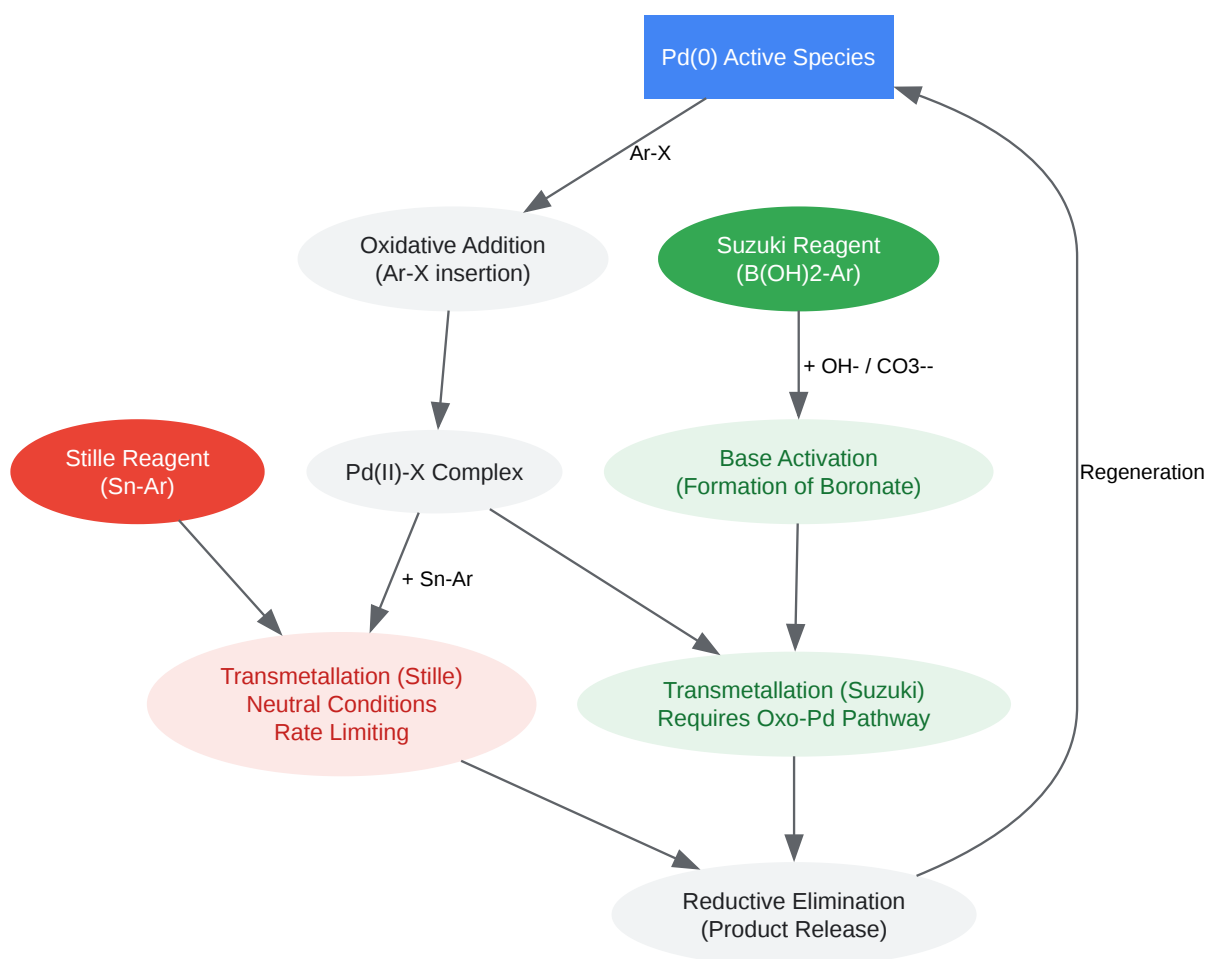 Pd(0) Active Species
Ar-X
Oxidative Addition
(Ar-X insertion)
Suzuki Reagent
(B(OH)2-Ar)
+ OH- / CO3--
Stille Reagent
(Sn-Ar)
Pd(II)-X Complex
Base Activation
(Formation of Boronate)
Regeneration
+ Sn-Ar
Transmetallation (Stille)
Neutral Conditions
Rate Limiting
Transmetallation (Suzuki)
Requires Oxo-Pd Pathway
Reductive Elimination
(Product Release)